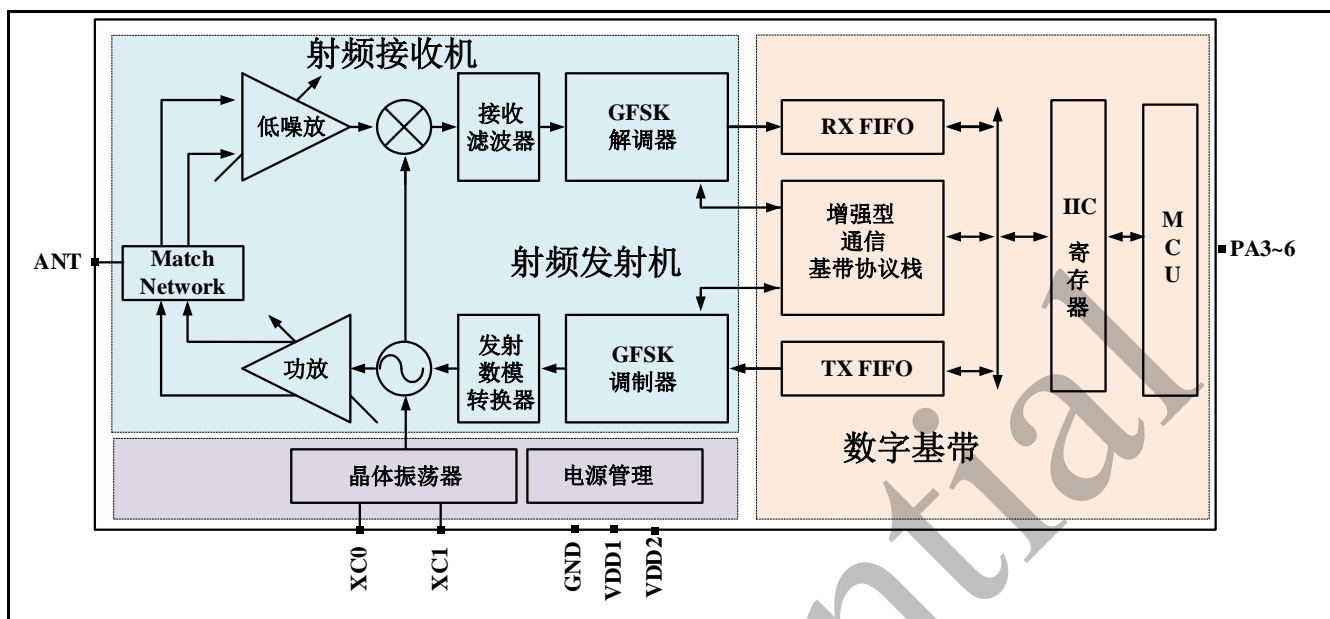 射频接收机
低噪放
接收
滤波器
GFSK
解调器
RX FIFO
增强型
通信
基带协议栈
IIC
寄
存
器
M
C
U
ANT
Match
Network
射频发射机
PA3~6
功放
发射
数模
转换器
GFSK
调制器
TX FIFO
数字基带
晶体振荡器
电源管理
XC0
XC1
GND
VDD1
VDD2
ntial